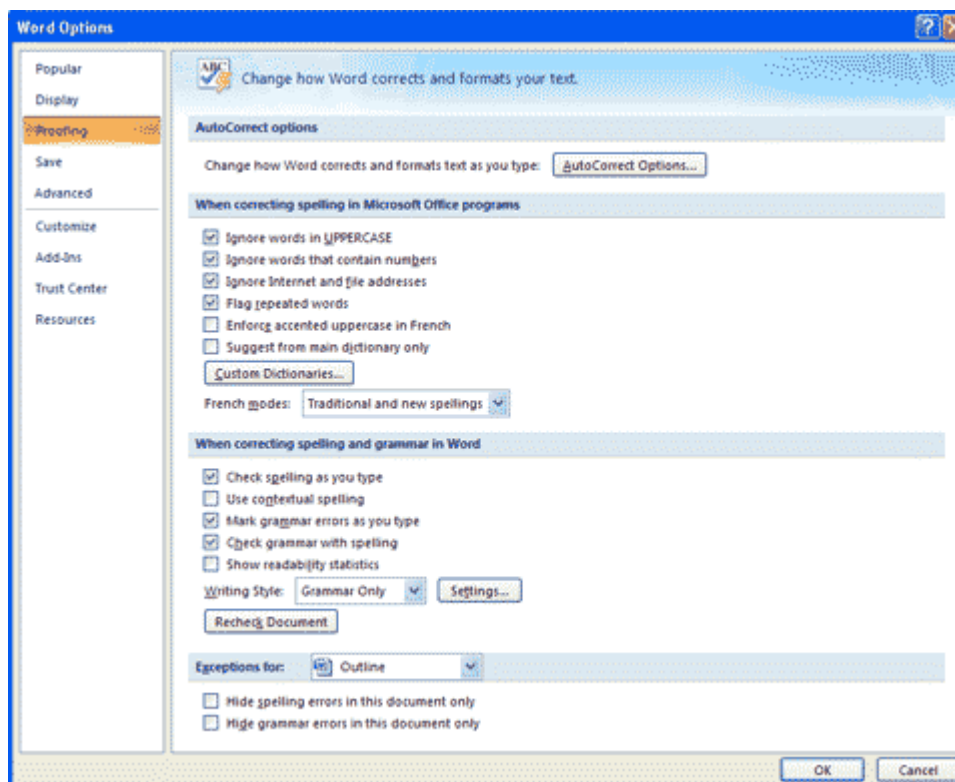 Word Options
Popular
Display
Proofing
Save
Advanced
Customize
Add-Ins
Trust Center
Resources
ABC
Change how Word corrects and formats your text.
AutoCorrect options
Change how Word corrects and formats text as you type: AutoCorrect Options...
When correcting spelling in Microsoft Office programs
Ignore words in UPPERCASE
Ignore words that contain numbers
Ignore Internet and file addresses
Flag repeated words
Enforce accented uppercase in French
Suggest from main dictionary only
Custom Dictionaries...
French modes: Traditional and new spellings
When correcting spelling and grammar in Word
Check spelling as you type
Use contextual spelling
Mark grammar errors as you type
Check grammar with spelling
Show readability statistics
Writing Style: Grammar Only Settings...
Recheck Document
Exceptions for: Outline
Hide spelling errors in this document only
Hide grammar errors in this document only
OK Cancel